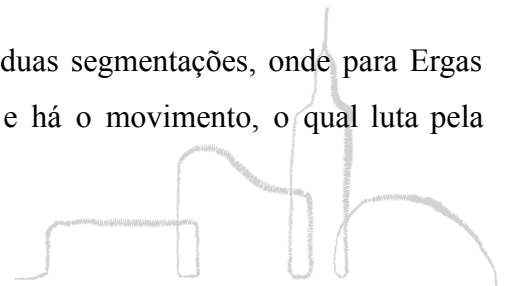 duas segmentações, onde para Ergas
e há o movimento, o qual luta pela